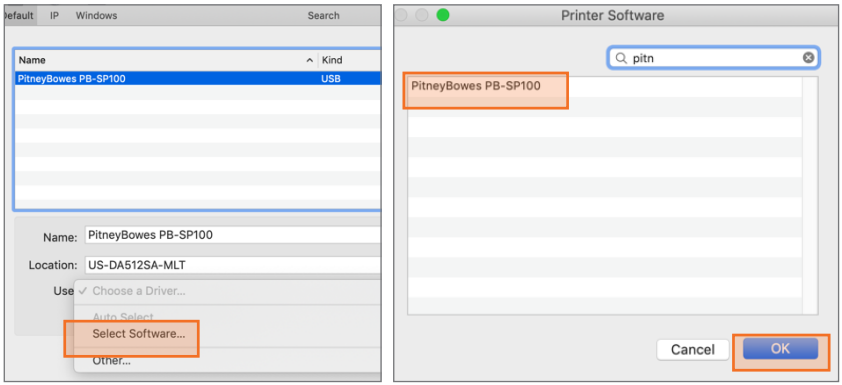 Default IP Windows Search
Name Kind
PitneyBowes PB-SP100 USB
Name: PitneyBowes PB-SP100
Location: US-DA512SA-MLT
Use ✓ Choose a Driver...
Auto Select
Select Software...
Other...
Printer Software
pitn
PitneyBowes PB-SP100
Cancel OK